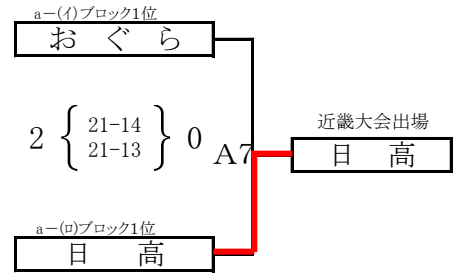 a－(イ)ブロック1位
おぐら
2 { 21-14 } 0
21-13
A7
近畿大会出場
日 高
a－(ロ)ブロック1位
日 高